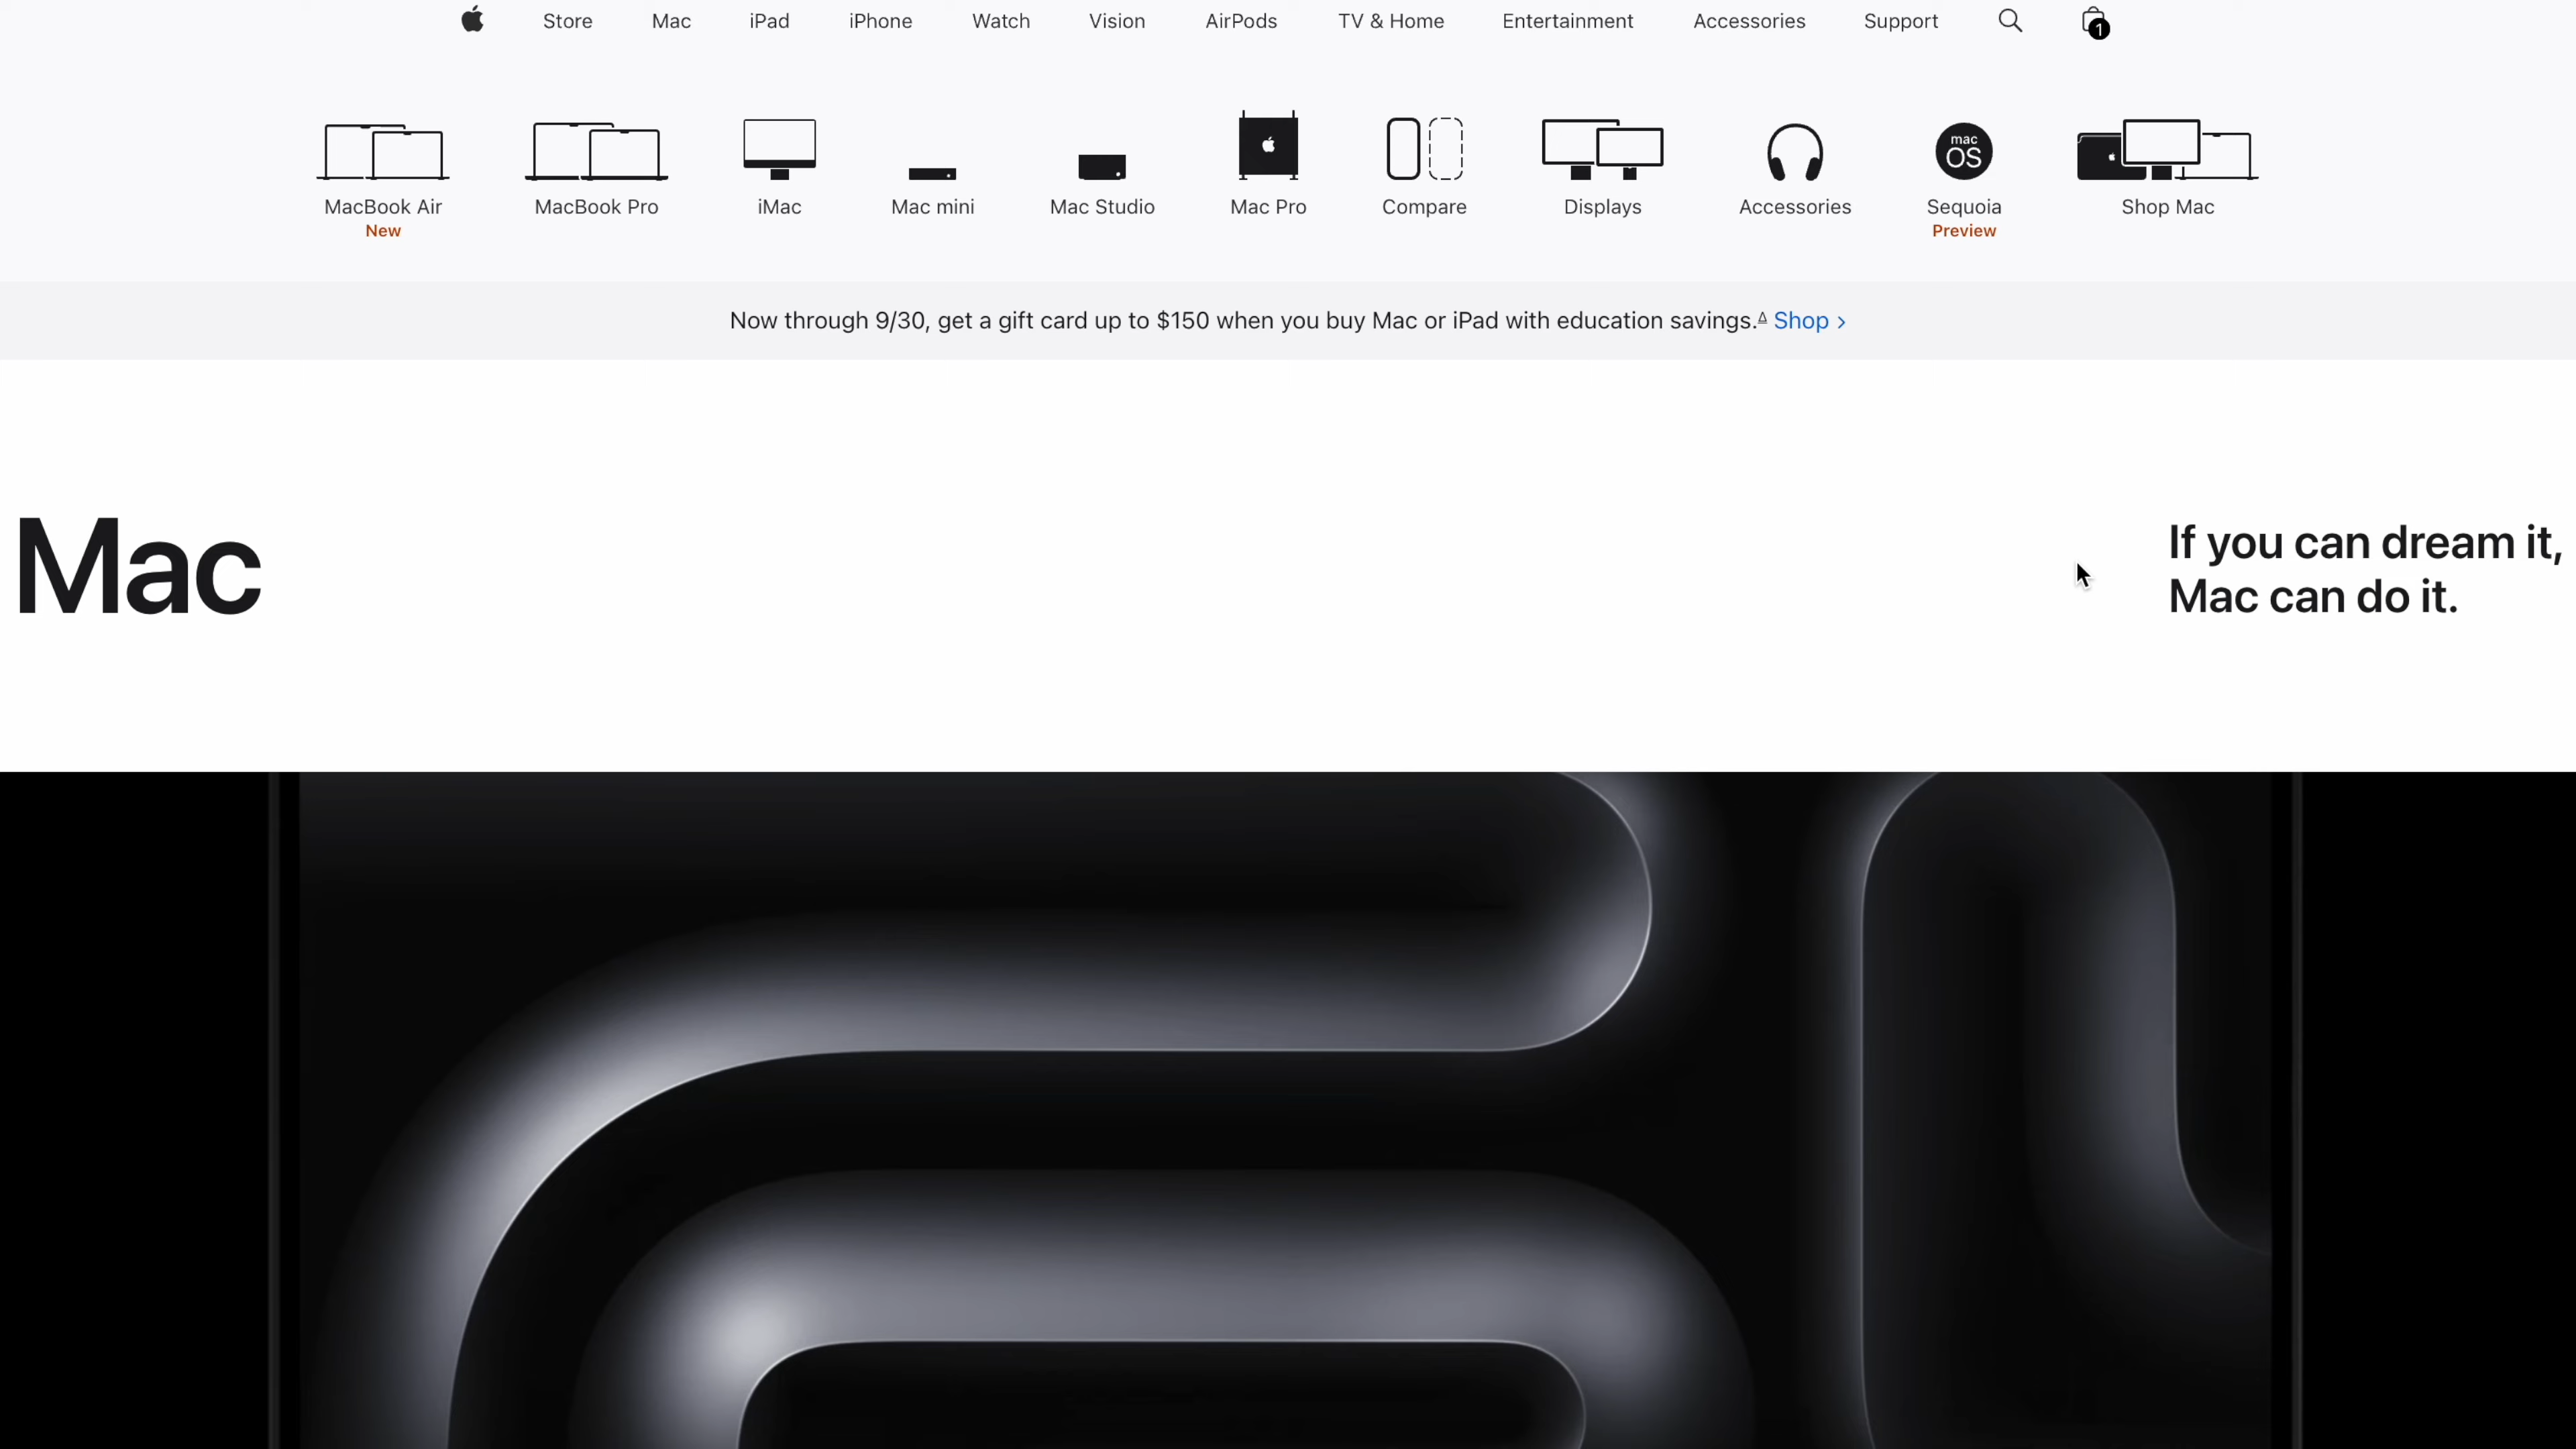 Store Mac iPad iPhone Watch Vision AirPods TV & Home Entertainment Accessories Support 1
mac
OS
MacBook Air MacBook Pro iMac Mac mini Mac Studio Mac Pro Compare Displays Accessories Sequoia Shop Mac
New Preview
Now through 9/30, get a gift card up to $150 when you buy Mac or iPad with education savings.∆ Shop >
Mac
If you can dream it,
Mac can do it.